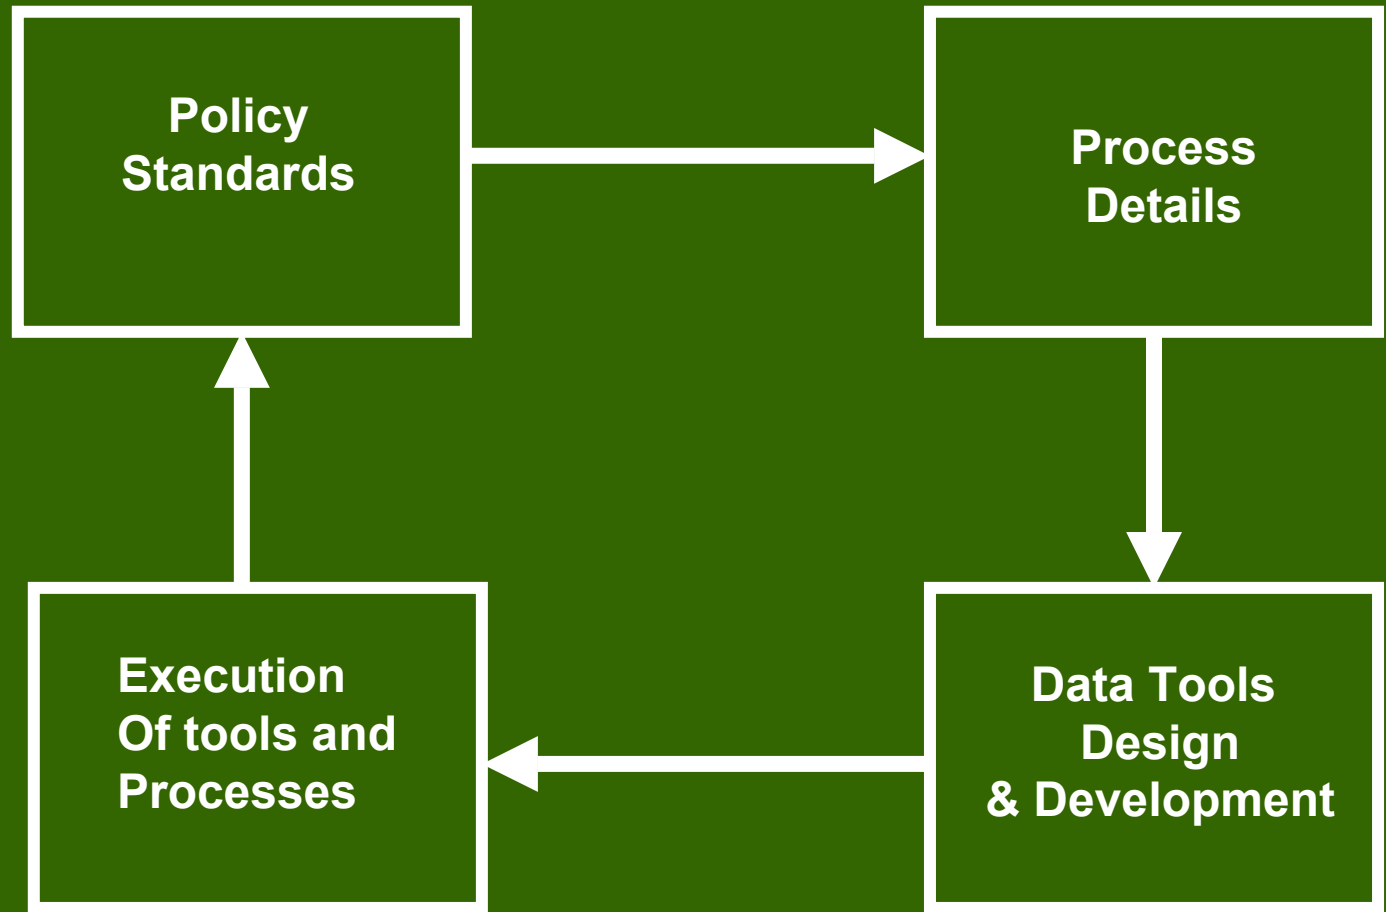 Policy
Standards
Process
Details
Execution
Of tools and
Processes
Data Tools
Design
& Development